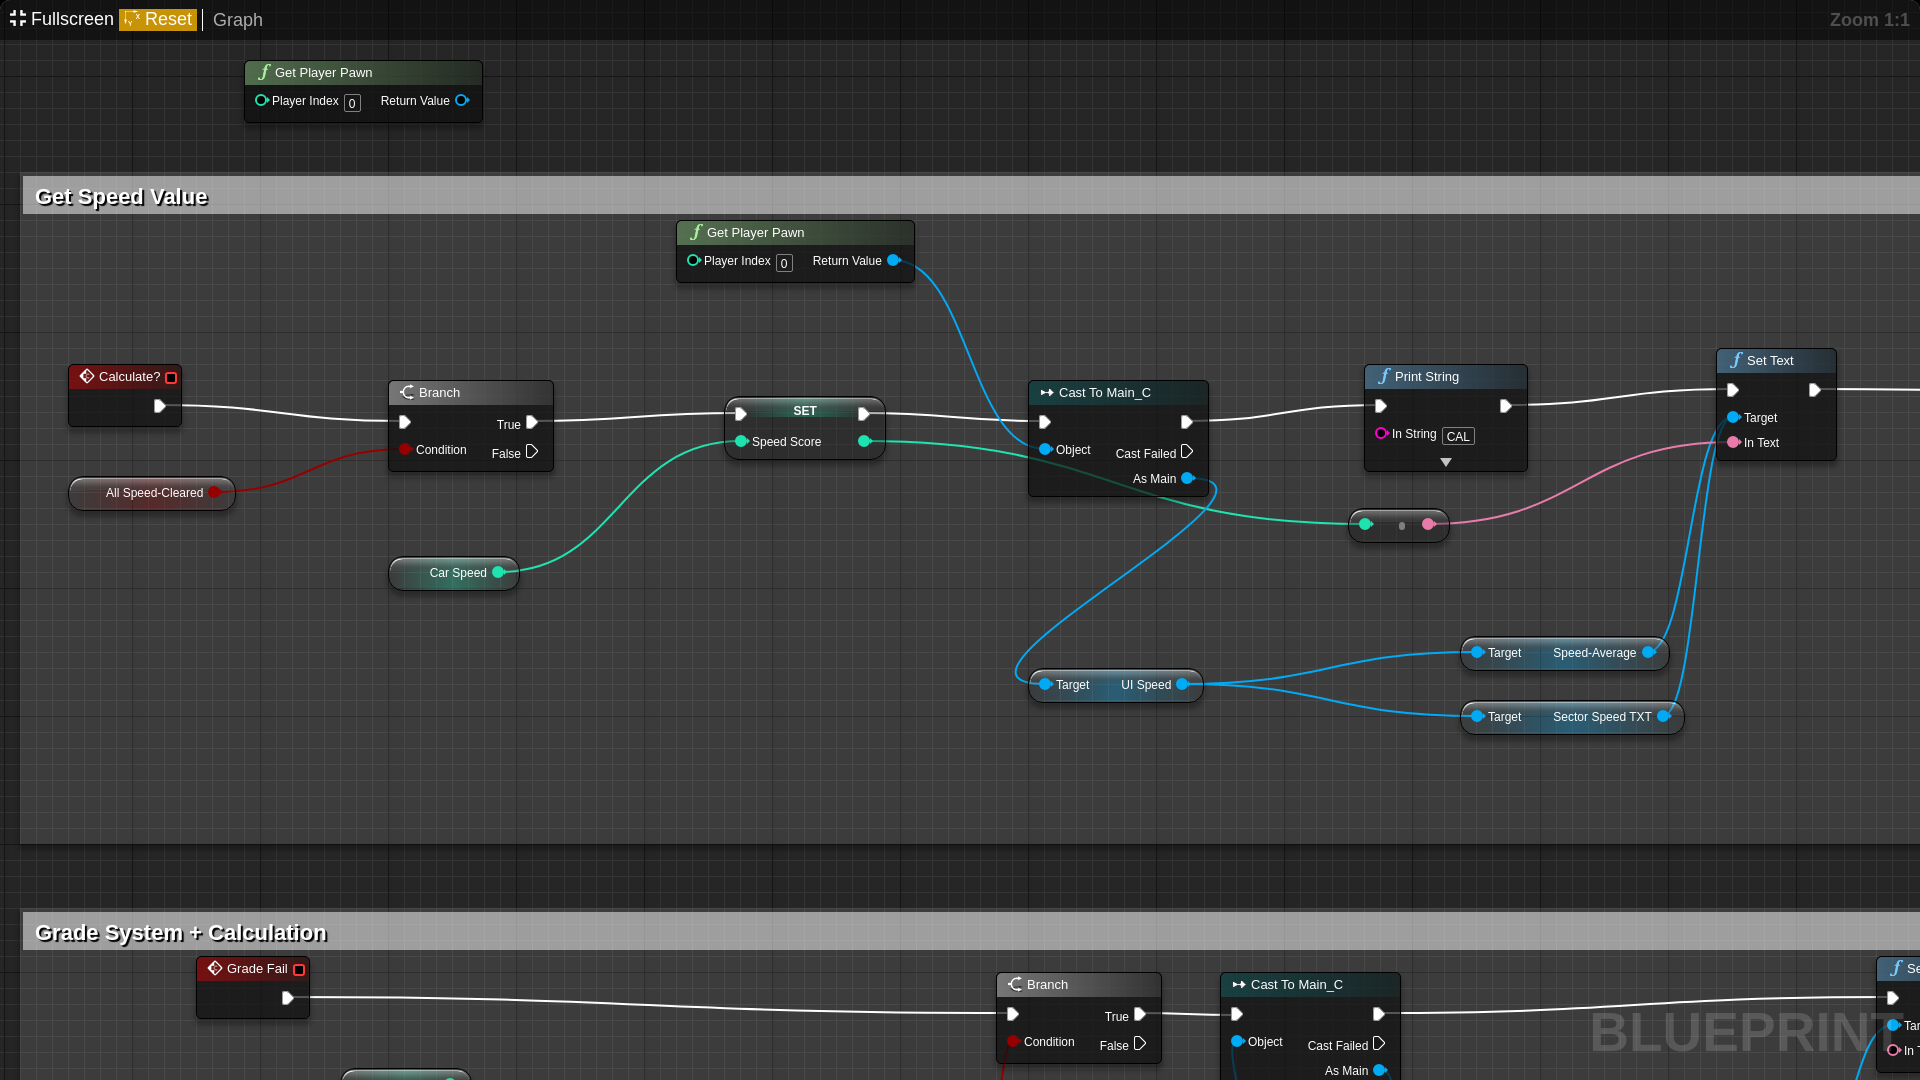 Fullscreen Reset Graph Zoom 1:1
Get Player Pawn
Player Index 0 Return Value
Get Speed Value
Get Player Pawn
Player Index 0 Return Value
Calculate?
All Speed-Cleared
Branch
True
Condition
False
Car Speed
SET
Speed Score
Cast To Main_C
Object
Cast Failed
As Main
Print String
In String CAL
Set Text
Target
In Text
Target UI Speed
Target Speed-Average
Target Sector Speed TXT
Grade System + Calculation
Grade Fail
Branch
True
Condition
False
Cast To Main_C
Object
Cast Failed
As Main
BLUEPRINT